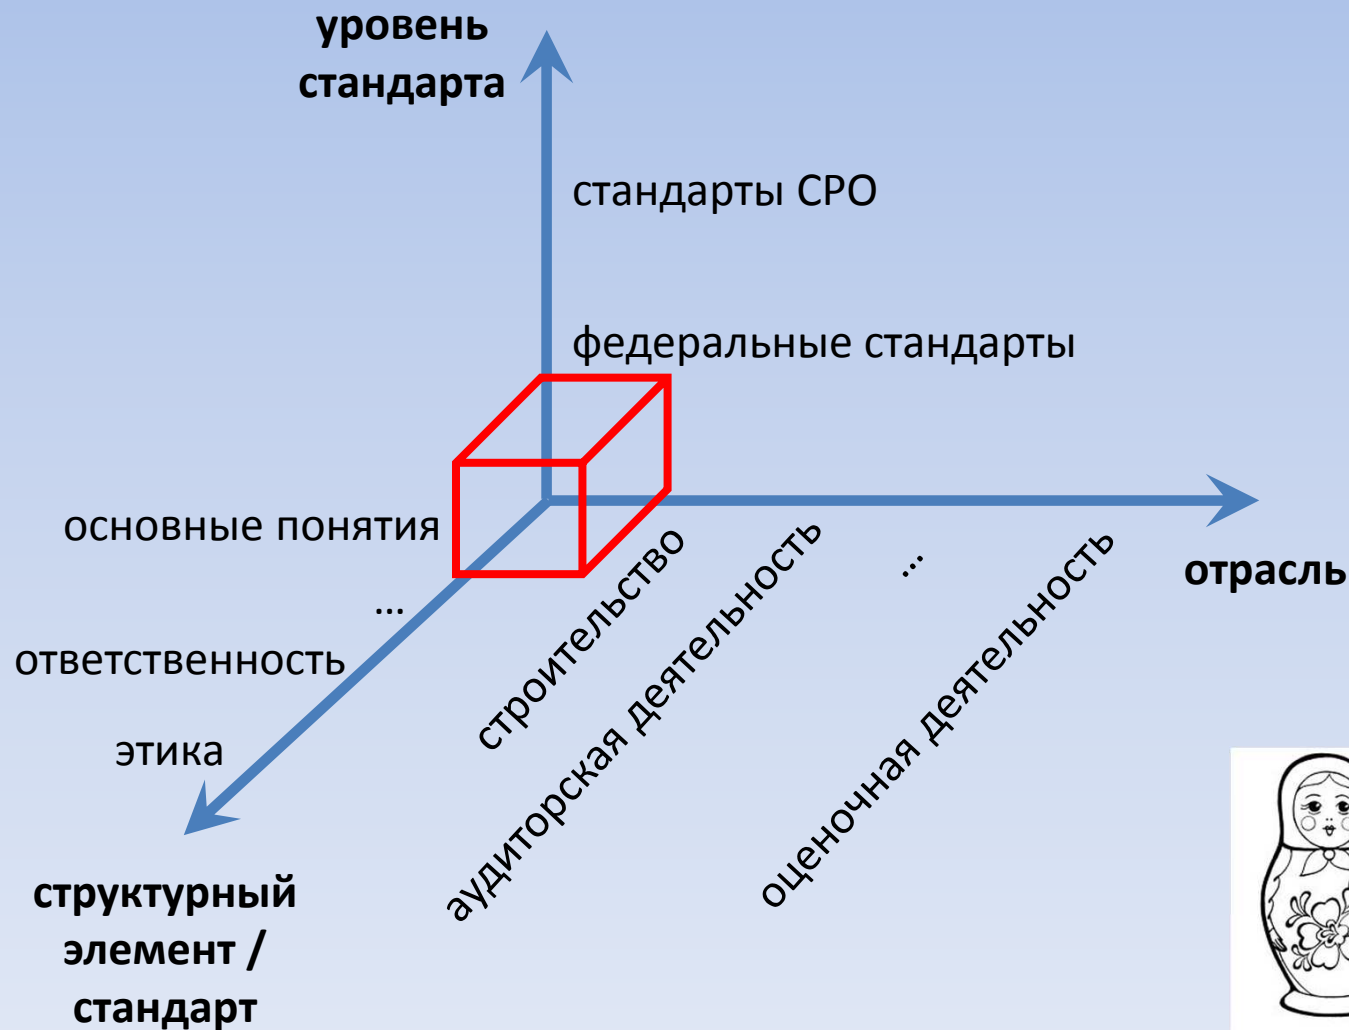 уровень
стандарта
стандарты СРО
федеральные стандарты
основные понятия
...
ответственность
этика
структурный
элемент /
стандарт
строительство
аудиторская деятельность
...
оценочная деятельность
отрасль